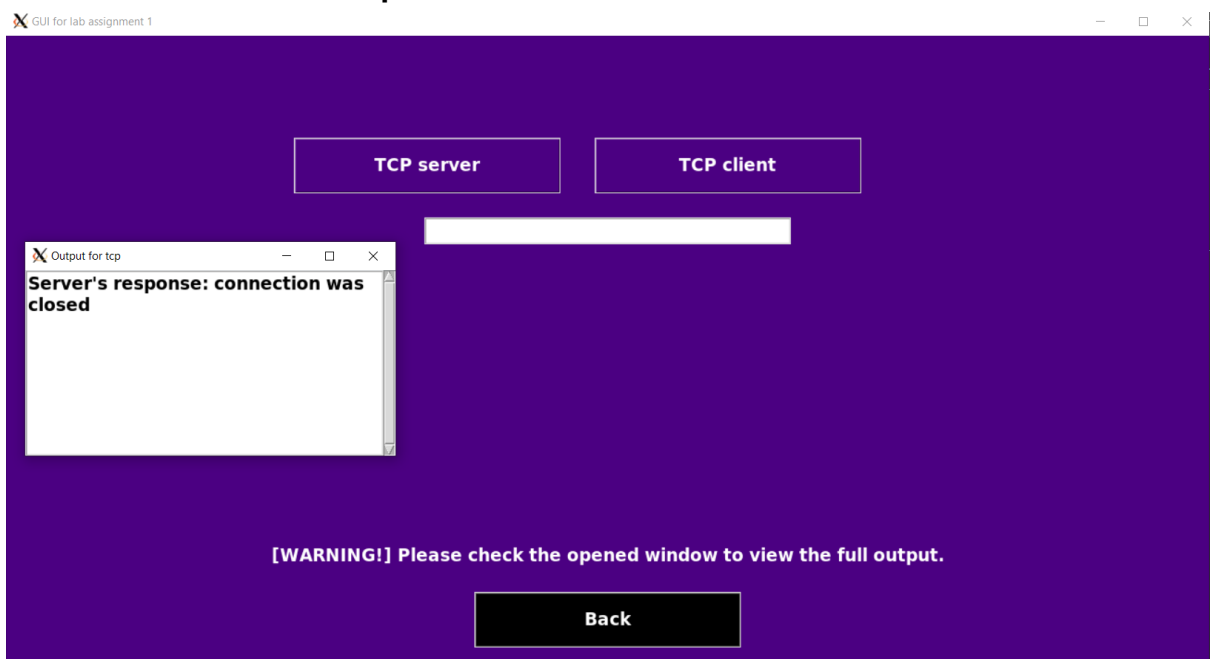 GUI for lab assignment 1
TCP server
TCP client
Output for tcp
Server's response: connection was
closed
[WARNING!] Please check the opened window to view the full output.
Back